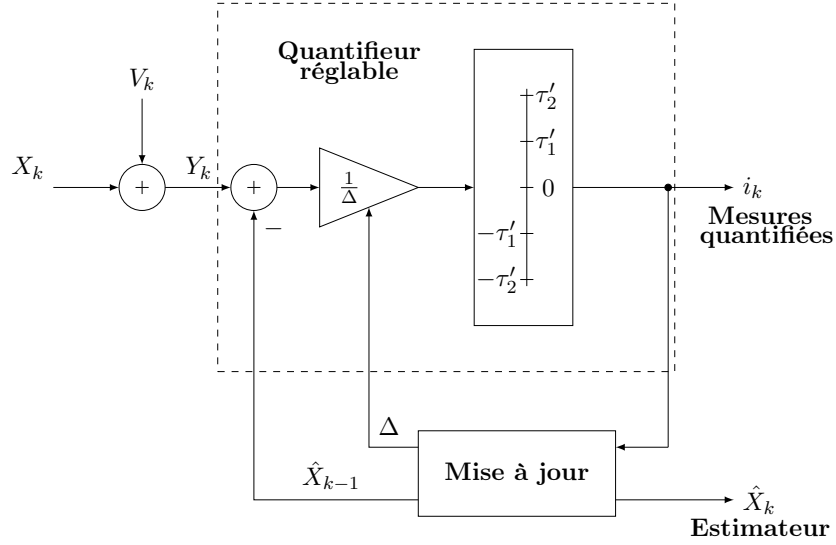 Quantifieur
réglable
V_k
X_k
Y_k
+
+
−
1/Δ
τ′_2
τ′_1
0
−τ′_1
−τ′_2
i_k
Mesures
quantifiées
Δ
Mise à jour
X̂_{k−1}
X̂_k
Estimateur